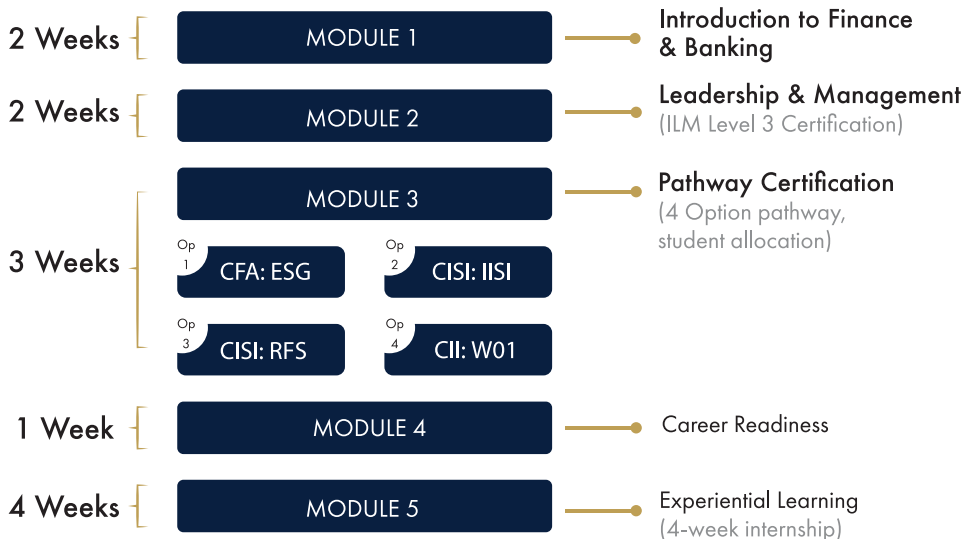 2 Weeks
MODULE 1
Introduction to Finance
& Banking
2 Weeks
MODULE 2
Leadership & Management
(ILM Level 3 Certification)
3 Weeks
MODULE 3
Pathway Certification
(4 Option pathway,
student allocation)
Op
1
CFA: ESG
Op
2
CISI: IISI
Op
3
CISI: RFS
Op
4
CII: W01
1 Week
MODULE 4
Career Readiness
4 Weeks
MODULE 5
Experiential Learning
(4-week internship)